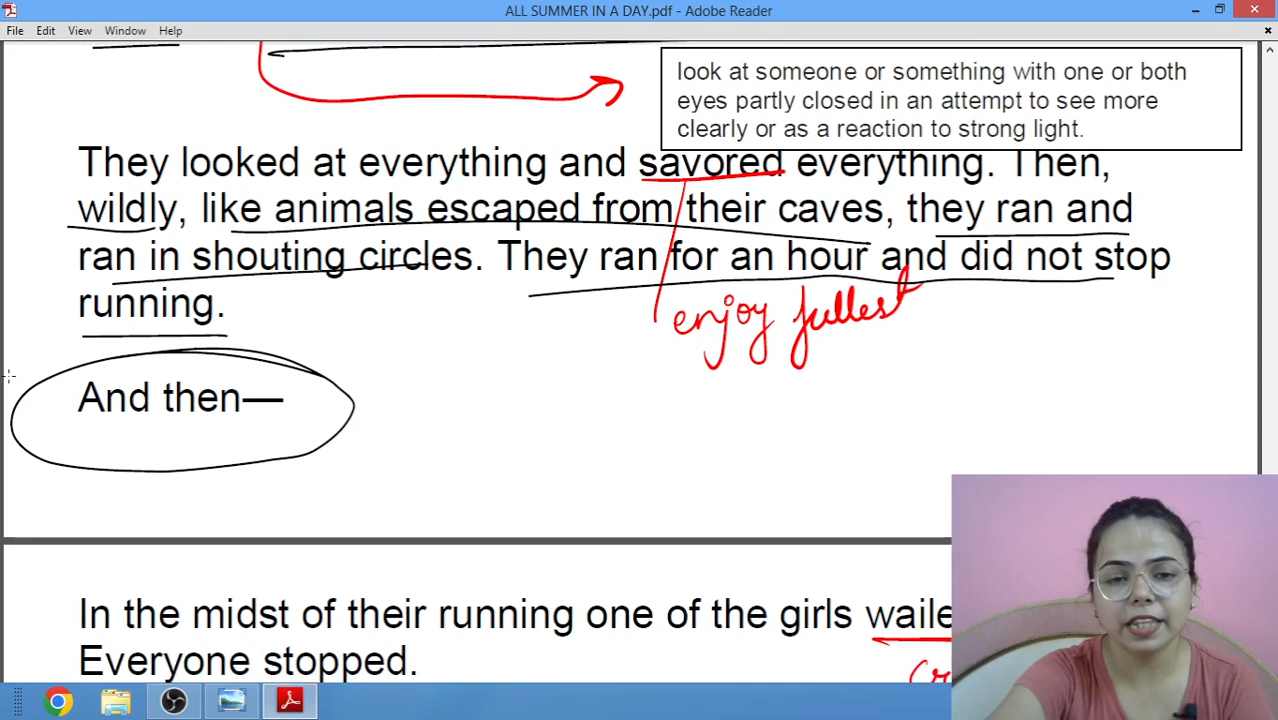 ALL SUMMER IN A DAY.pdf - Adobe Reader
File Edit View Window Help
look at someone or something with one or both
eyes partly closed in an attempt to see more
clearly or as a reaction to strong light.
They looked at everything and savored everything. Then,
wildly, like animals escaped from their caves, they ran and
ran in shouting circles. They ran for an hour and did not stop
running.
enjoy fullest
And then—
In the midst of their running one of the girls waile
Everyone stopped.